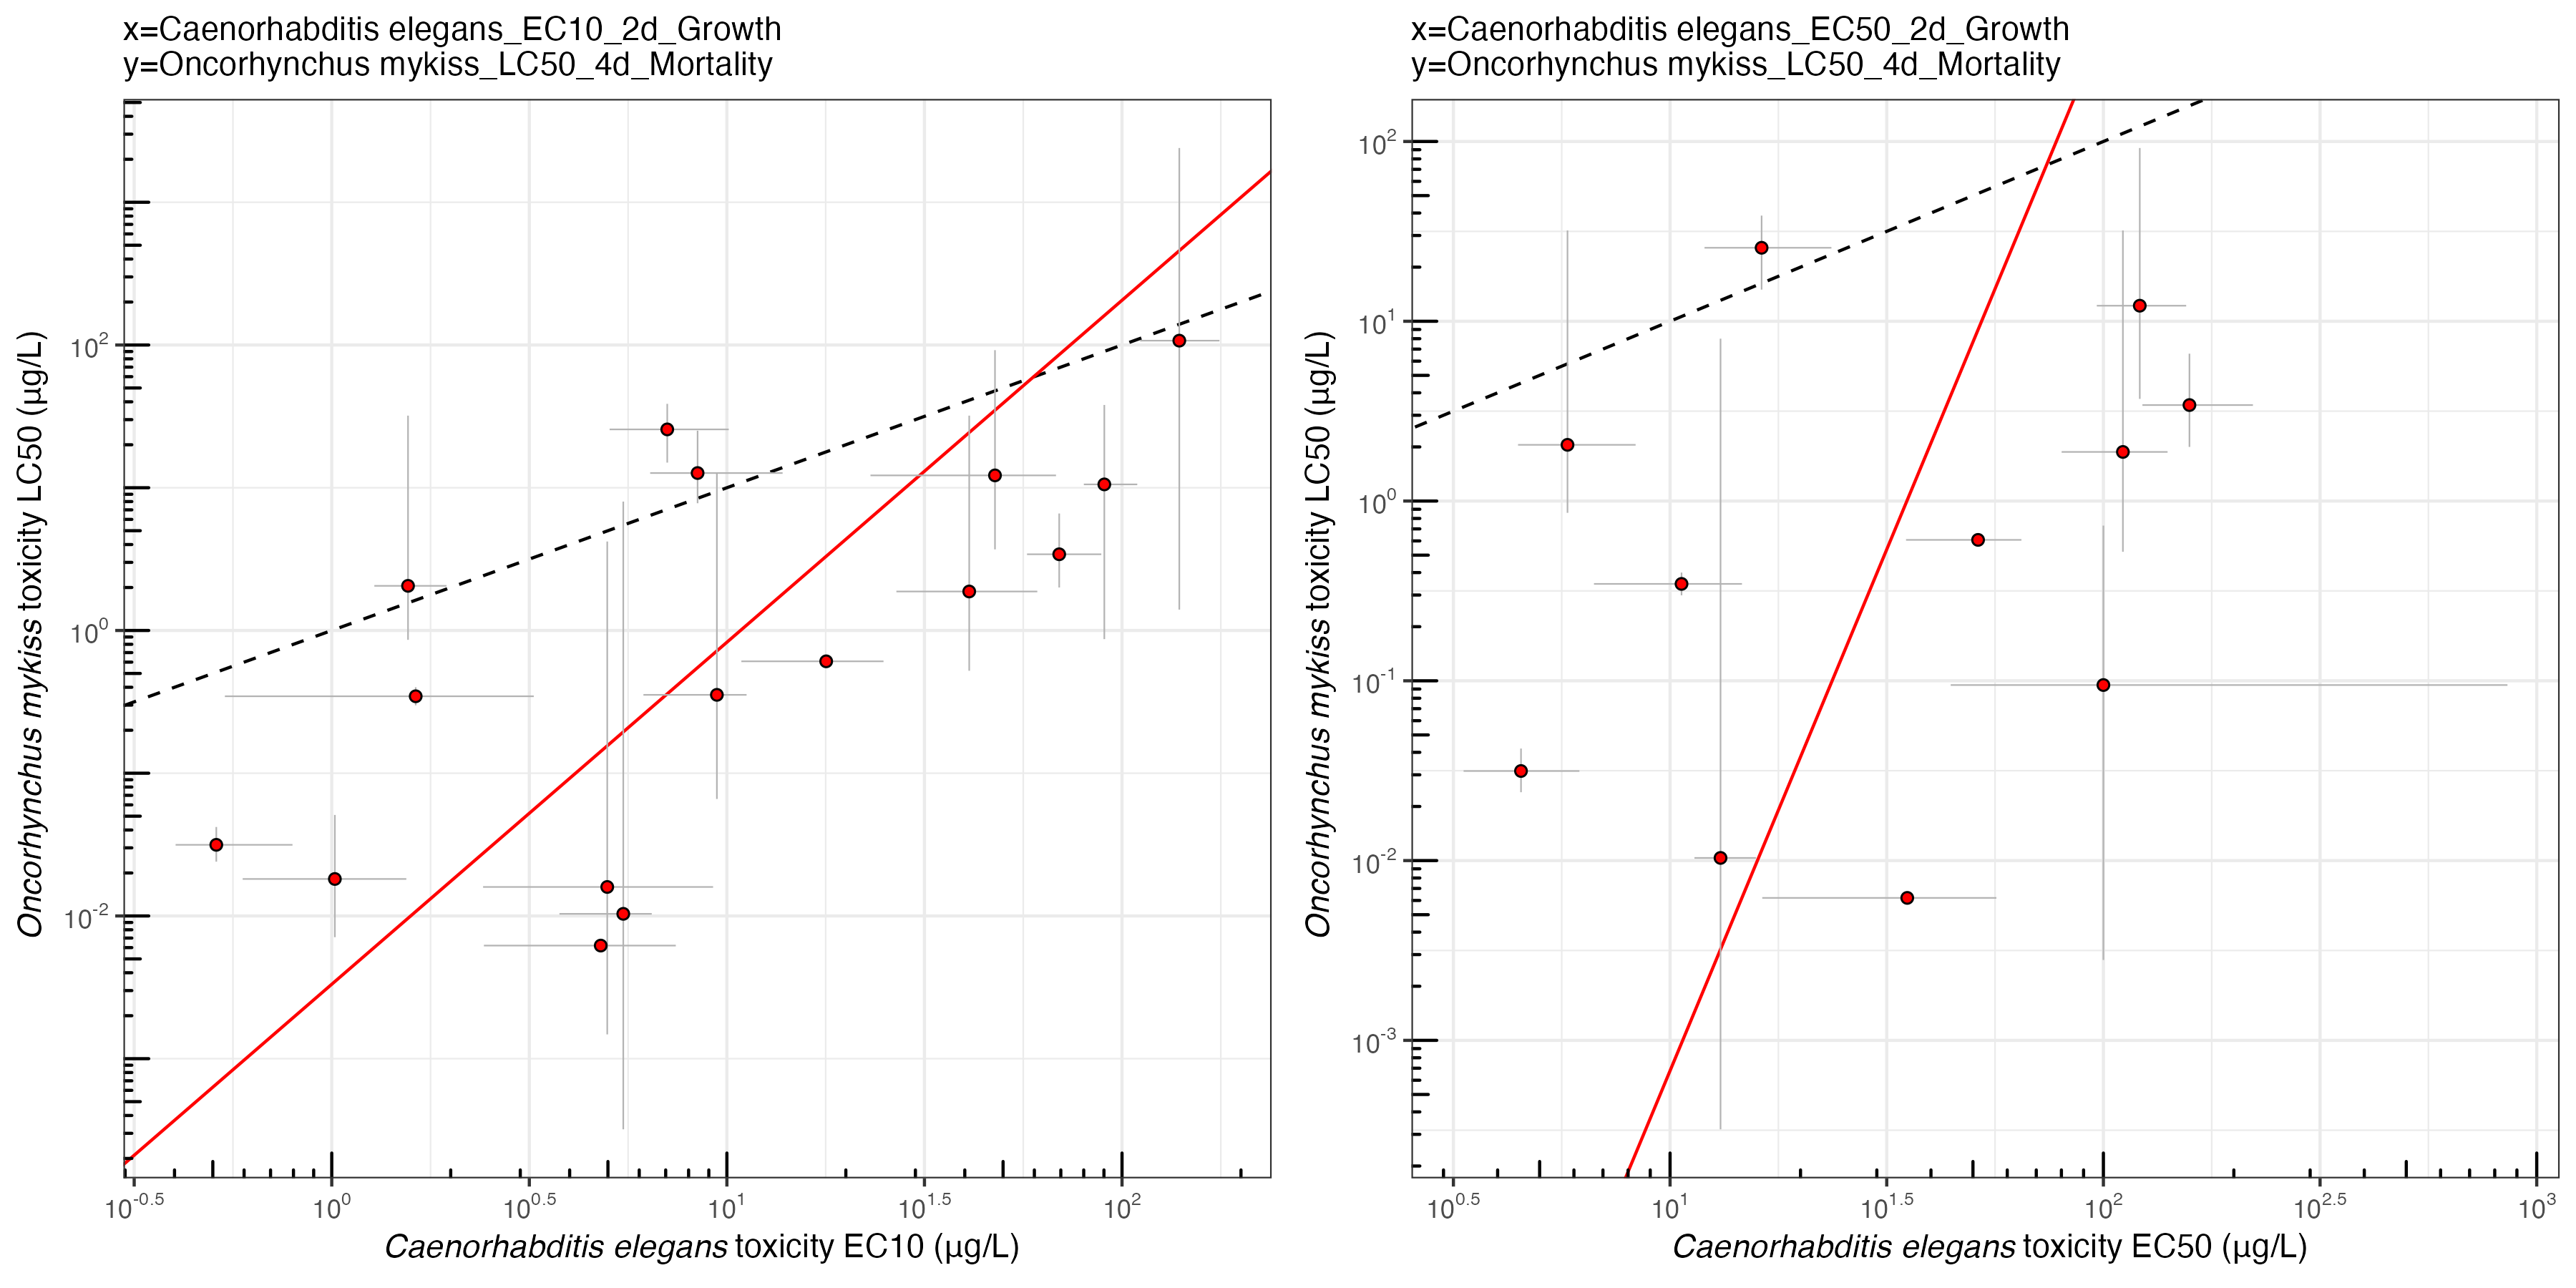 x=Caenorhabditis elegans_EC10_2d_Growth
y=Oncorhynchus mykiss_LC50_4d_Mortality
Oncorhynchus mykiss toxicity LC50 (µg/L)
10^2
10^0
10^-2
10^-0.5 10^0 10^0.5 10^1 10^1.5 10^2
Caenorhabditis elegans toxicity EC10 (µg/L)
x=Caenorhabditis elegans_EC50_2d_Growth
y=Oncorhynchus mykiss_LC50_4d_Mortality
Oncorhynchus mykiss toxicity LC50 (µg/L)
10^2
10^1
10^0
10^-1
10^-2
10^-3
10^0.5 10^1 10^1.5 10^2 10^2.5 10^3
Caenorhabditis elegans toxicity EC50 (µg/L)